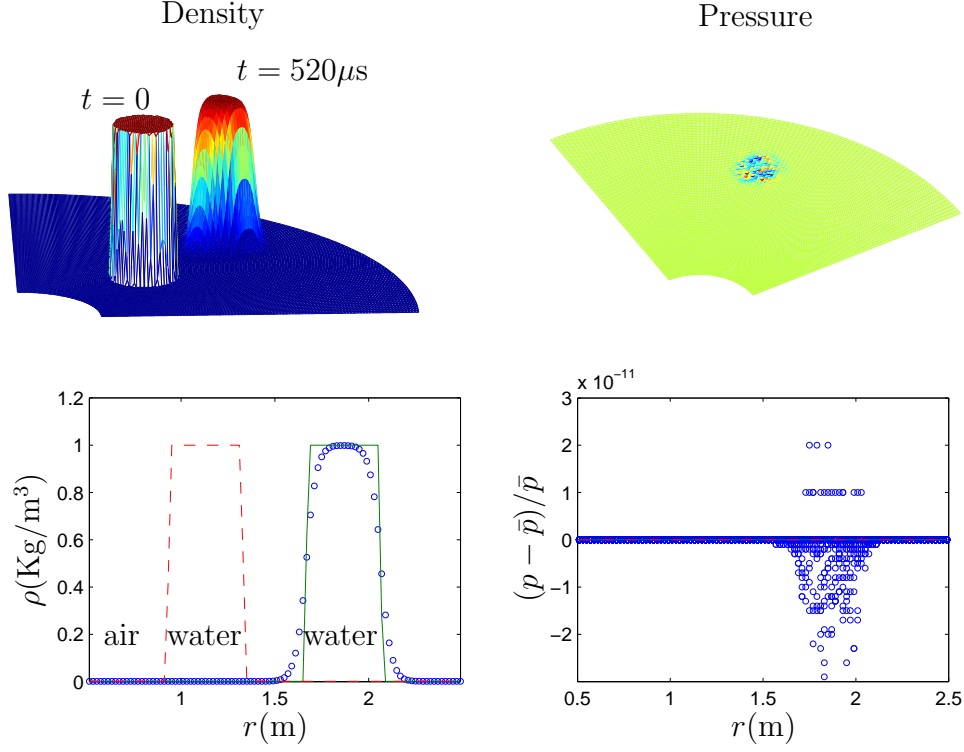 Density
Pressure
t = 520μs
t = 0
x 10⁻¹¹
1.2
1
0.8
0.6
0.4
0.2
0
ρ(Kg/m³)
air
water
water
1
1.5
2
r(m)
3
2
1
0
−1
−2
(p − p̄)/p̄
0.5
1
1.5
2
2.5
r(m)